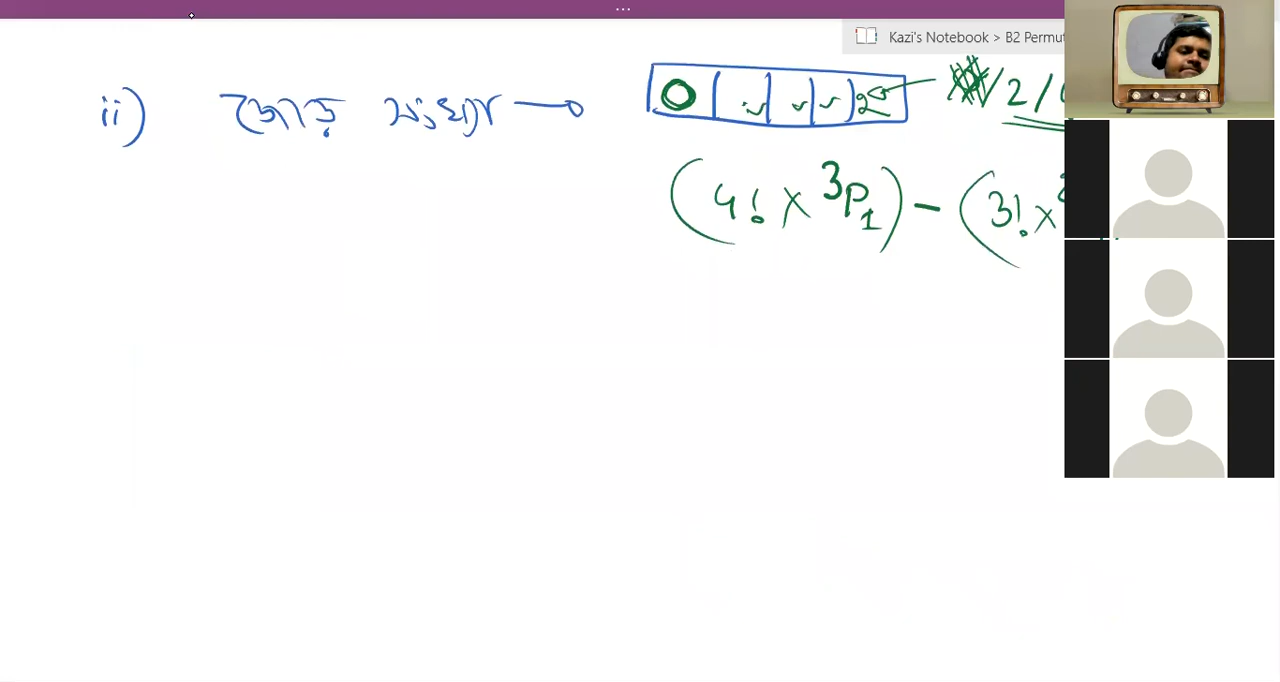 Kazi's Notebook > B2 Permut
ii) জোড় সংখ্যা → 0 2 2/
(4! × ³P₁) - (3! ×